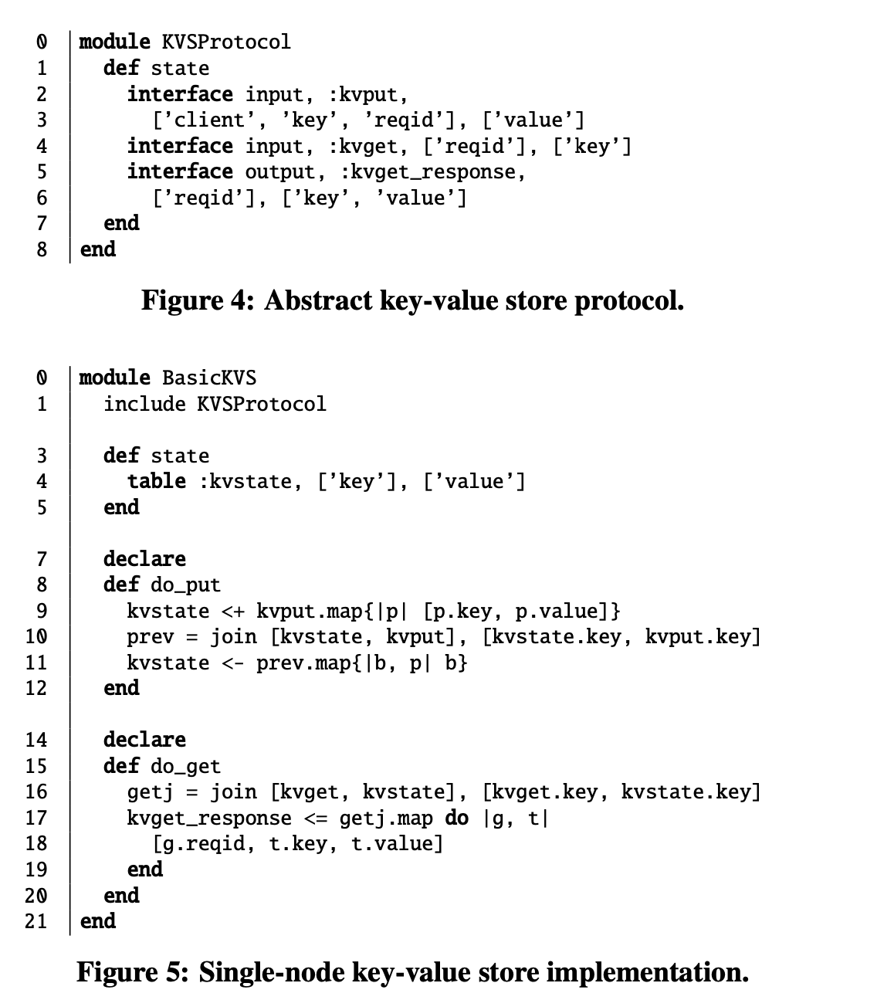 0 module KVSProtocol
1   def state
2     interface input, :kvput,
3       [’client’, ’key’, ’reqid’], [’value’]
4     interface input, :kvget, [’reqid’], [’key’]
5     interface output, :kvget_response,
6       [’reqid’], [’key’, ’value’]
7   end
8 end
Figure 4: Abstract key-value store protocol.
0 module BasicKVS
1   include KVSProtocol
3   def state
4     table :kvstate, [’key’], [’value’]
5   end
7   declare
8   def do_put
9     kvstate <+ kvput.map{|p| [p.key, p.value]}
10     prev = join [kvstate, kvput], [kvstate.key, kvput.key]
11     kvstate <- prev.map{|b, p| b}
12   end
14   declare
15   def do_get
16     getj = join [kvget, kvstate], [kvget.key, kvstate.key]
17     kvget_response <= getj.map do |g, t|
18       [g.reqid, t.key, t.value]
19     end
20   end
21 end
Figure 5: Single-node key-value store implementation.